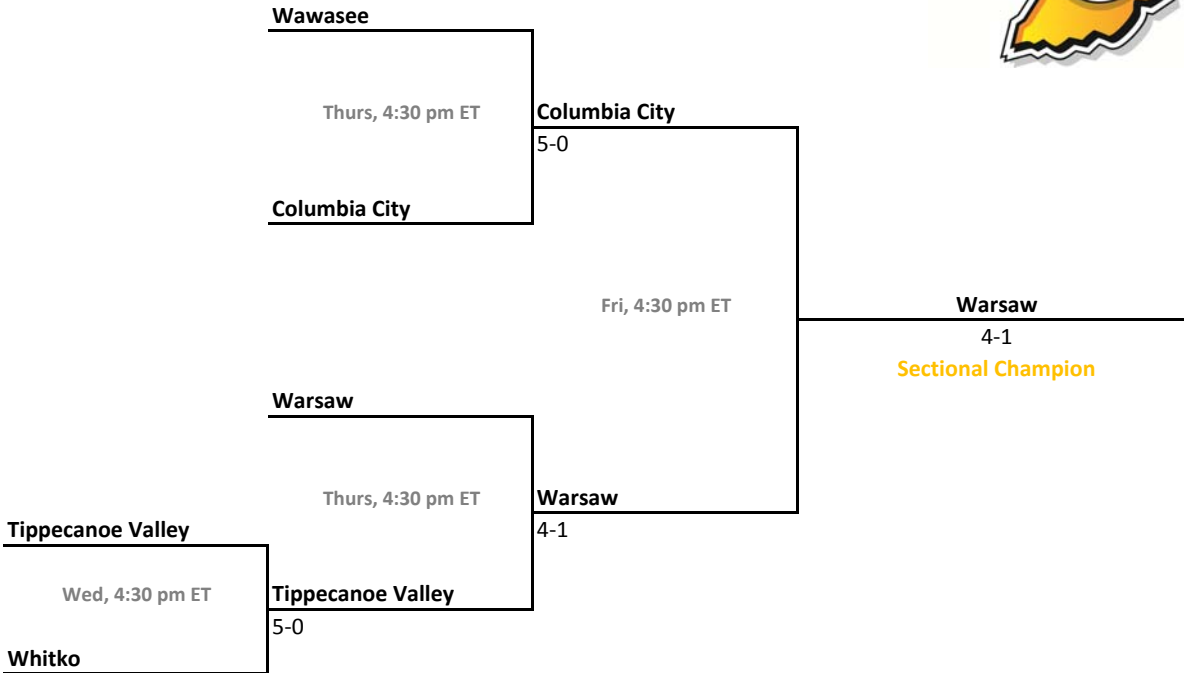 Wawasee
Thurs, 4:30 pm ET
Columbia City
5-0
Columbia City
Fri, 4:30 pm ET
Warsaw
4-1
Sectional Champion
Warsaw
Thurs, 4:30 pm ET
Warsaw
4-1
Tippecanoe Valley
Wed, 4:30 pm ET
Tippecanoe Valley
5-0
Whitko